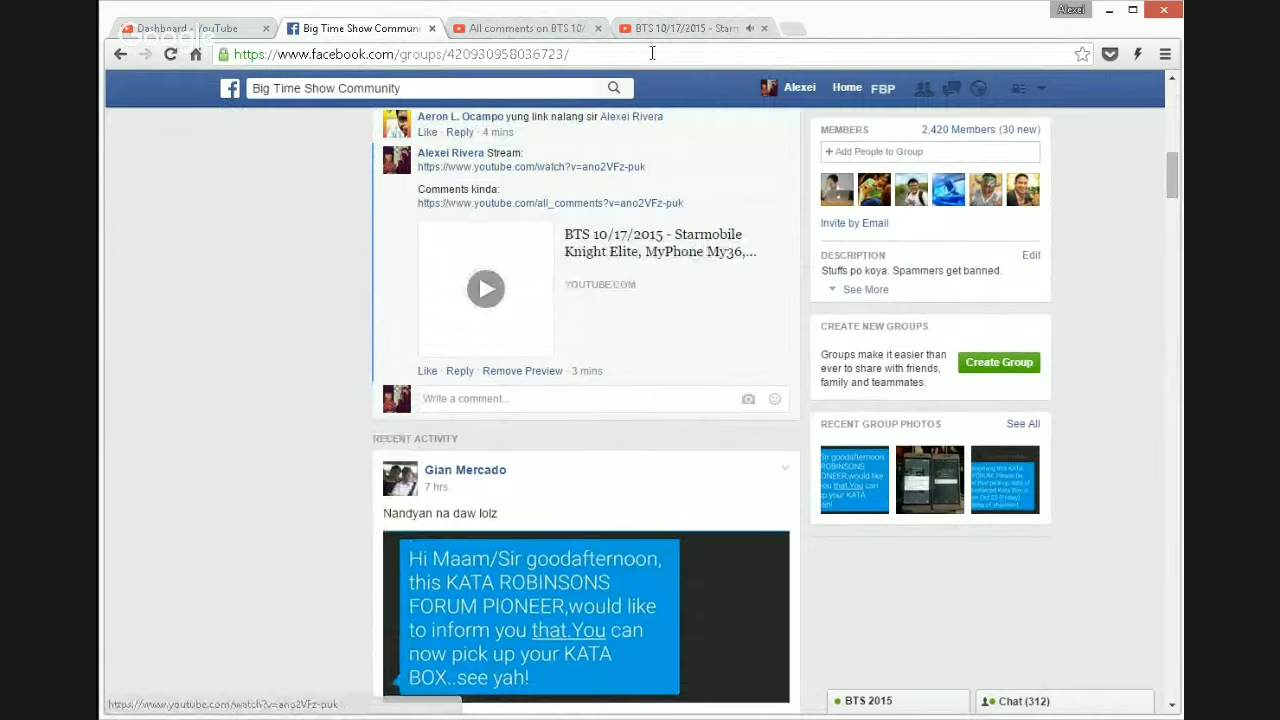 Alexei
Dashboard - YouTube
Big Time Show Commun
All comments on BTS 10/
BTS 10/17/2015 - Starm
Google
https://www.facebook.com/groups/420930958036723/
Big Time Show Community
Alexei
Home
FBP
Aeron L. Ocampo yung link nalang sir Alexei Rivera
Like · Reply · 4 mins
Alexei Rivera Stream:
https://www.youtube.com/watch?v=ano2VFz-puk
Comments kinda:
https://www.youtube.com/all_comments?v=ano2VFz-puk
BTS 10/17/2015 - Starmobile
Knight Elite, MyPhone My36,...
YOUTUBE.COM
Like · Reply · Remove Preview · 3 mins
Write a comment...
RECENT ACTIVITY
Gian Mercado
7 hrs
Nandyan na daw lolz
Hi Maam/Sir goodafternoon,
this KATA ROBINSONS
FORUM PIONEER,would like
to inform you that.You can
now pick up your KATA
BOX..see yah!
MEMBERS
2,420 Members (30 new)
+ Add People to Group
Invite by Email
DESCRIPTION
Edit
Stuffs po koya. Spammers get banned.
See More
CREATE NEW GROUPS
Groups make it easier than
ever to share with friends,
family and teammates.
Create Group
RECENT GROUP PHOTOS
See All
BTS 2015
Chat (312)
https://www.youtube.com/watch?v=ano2VFz-puk